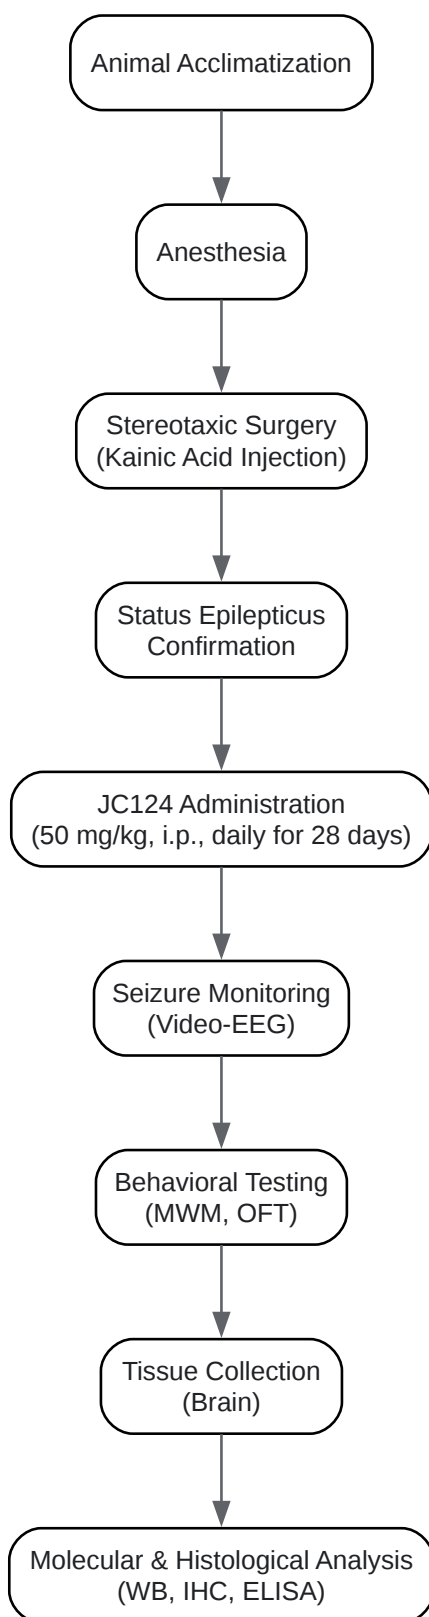 Animal Acclimatization
Anesthesia
Stereotaxic Surgery
(Kainic Acid Injection)
Status Epilepticus
Confirmation
JC124 Administration
(50 mg/kg, i.p., daily for 28 days)
Seizure Monitoring
(Video-EEG)
Behavioral Testing
(MWM, OFT)
Tissue Collection
(Brain)
Molecular & Histological Analysis
(WB, IHC, ELISA)